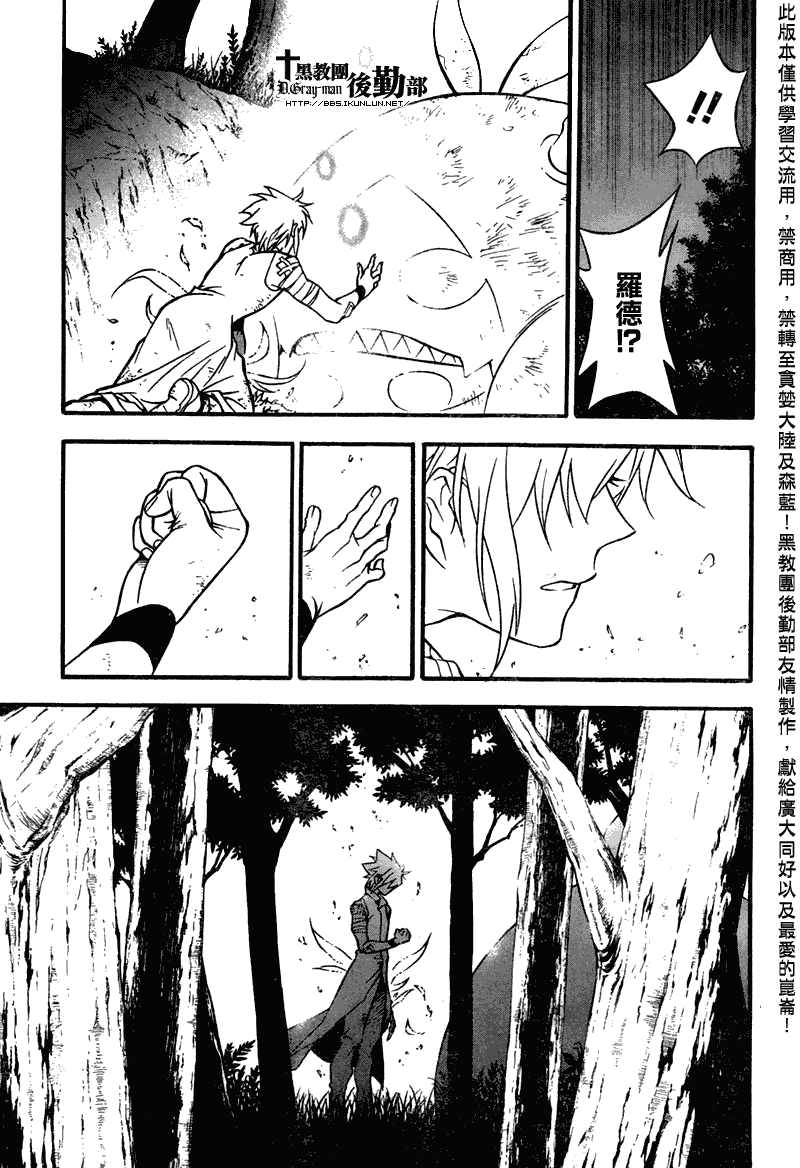 !!
羅德!?
十黑教團
D.Gray-man 後勤部
HTTP://BBS.IKUNLUN.NET/
此版本僅供學習交流用，禁商用，禁轉至貪婪大陸及森藍！黑教團後勤部友情製作，獻給廣大同好以及最愛的崑崙！